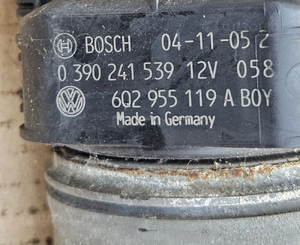 BOSCH 04-11-05 2
0 390 241 539 12V 058
6Q2 955 119 A BOY
Made in Germany